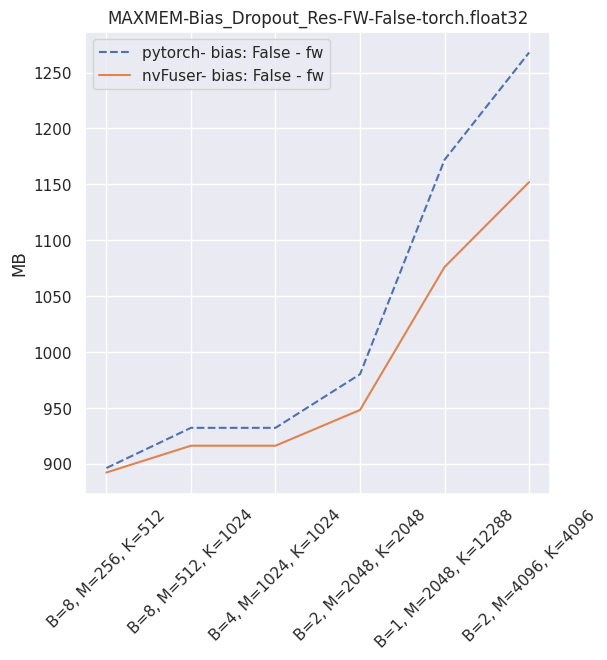 MAXMEM-Bias_Dropout_Res-FW-False-torch.float32
pytorch- bias: False - fw
nvFuser- bias: False - fw
1250
1200
1150
1100
1050
1000
950
900
MB
B=8, M=256, K=512
B=8, M=512, K=1024
B=4, M=1024, K=1024
B=2, M=2048, K=2048
B=1, M=2048, K=12288
B=2, M=4096, K=4096